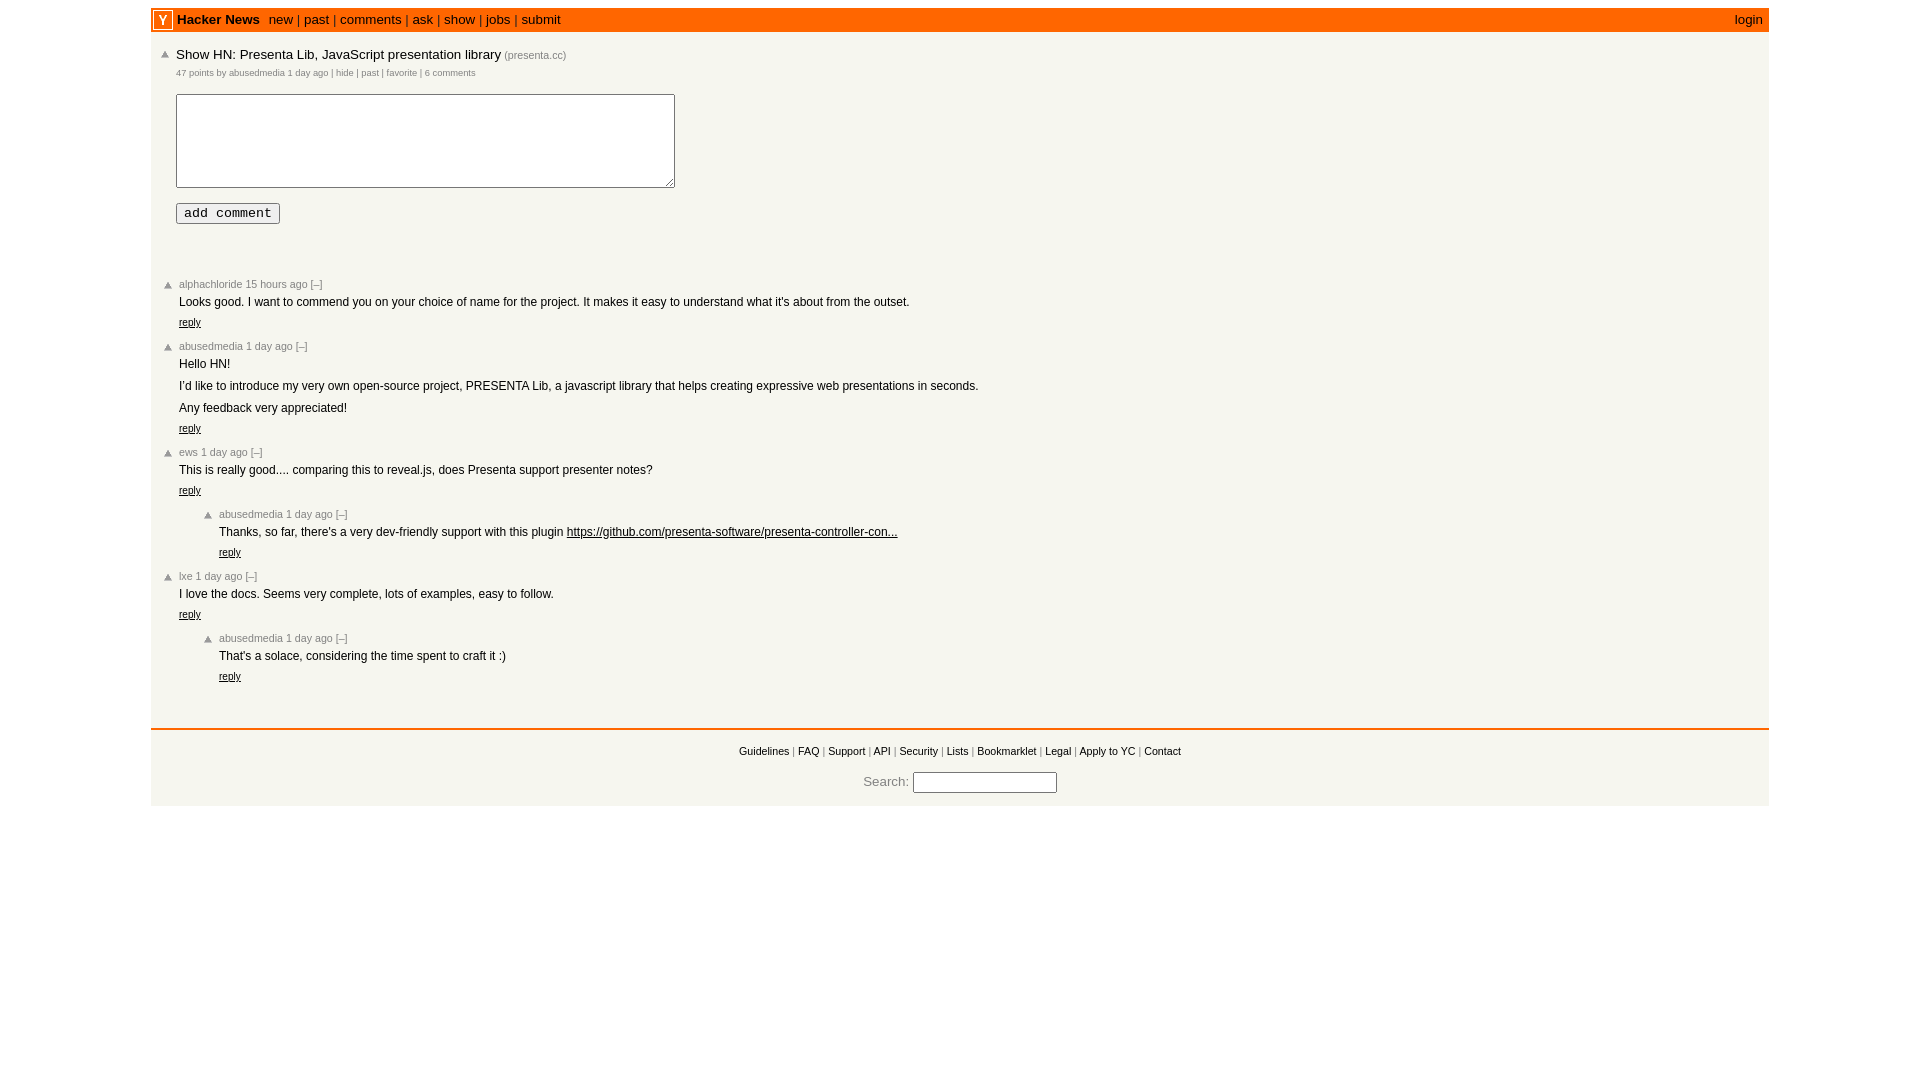 Y Hacker News new | past | comments | ask | show | jobs | submit login
Show HN: Presenta Lib, JavaScript presentation library (presenta.cc)
47 points by abusedmedia 1 day ago | hide | past | favorite | 6 comments
add comment
alphachloride 15 hours ago [–]
Looks good. I want to commend you on your choice of name for the project. It makes it easy to understand what it's about from the outset.
reply
abusedmedia 1 day ago [–]
Hello HN!
I’d like to introduce my very own open-source project, PRESENTA Lib, a javascript library that helps creating expressive web presentations in seconds.
Any feedback very appreciated!
reply
ews 1 day ago [–]
This is really good.... comparing this to reveal.js, does Presenta support presenter notes?
reply
abusedmedia 1 day ago [–]
Thanks, so far, there's a very dev-friendly support with this plugin https://github.com/presenta-software/presenta-controller-con...
reply
lxe 1 day ago [–]
I love the docs. Seems very complete, lots of examples, easy to follow.
reply
abusedmedia 1 day ago [–]
That's a solace, considering the time spent to craft it :)
reply
Guidelines | FAQ | Support | API | Security | Lists | Bookmarklet | Legal | Apply to YC | Contact
Search: